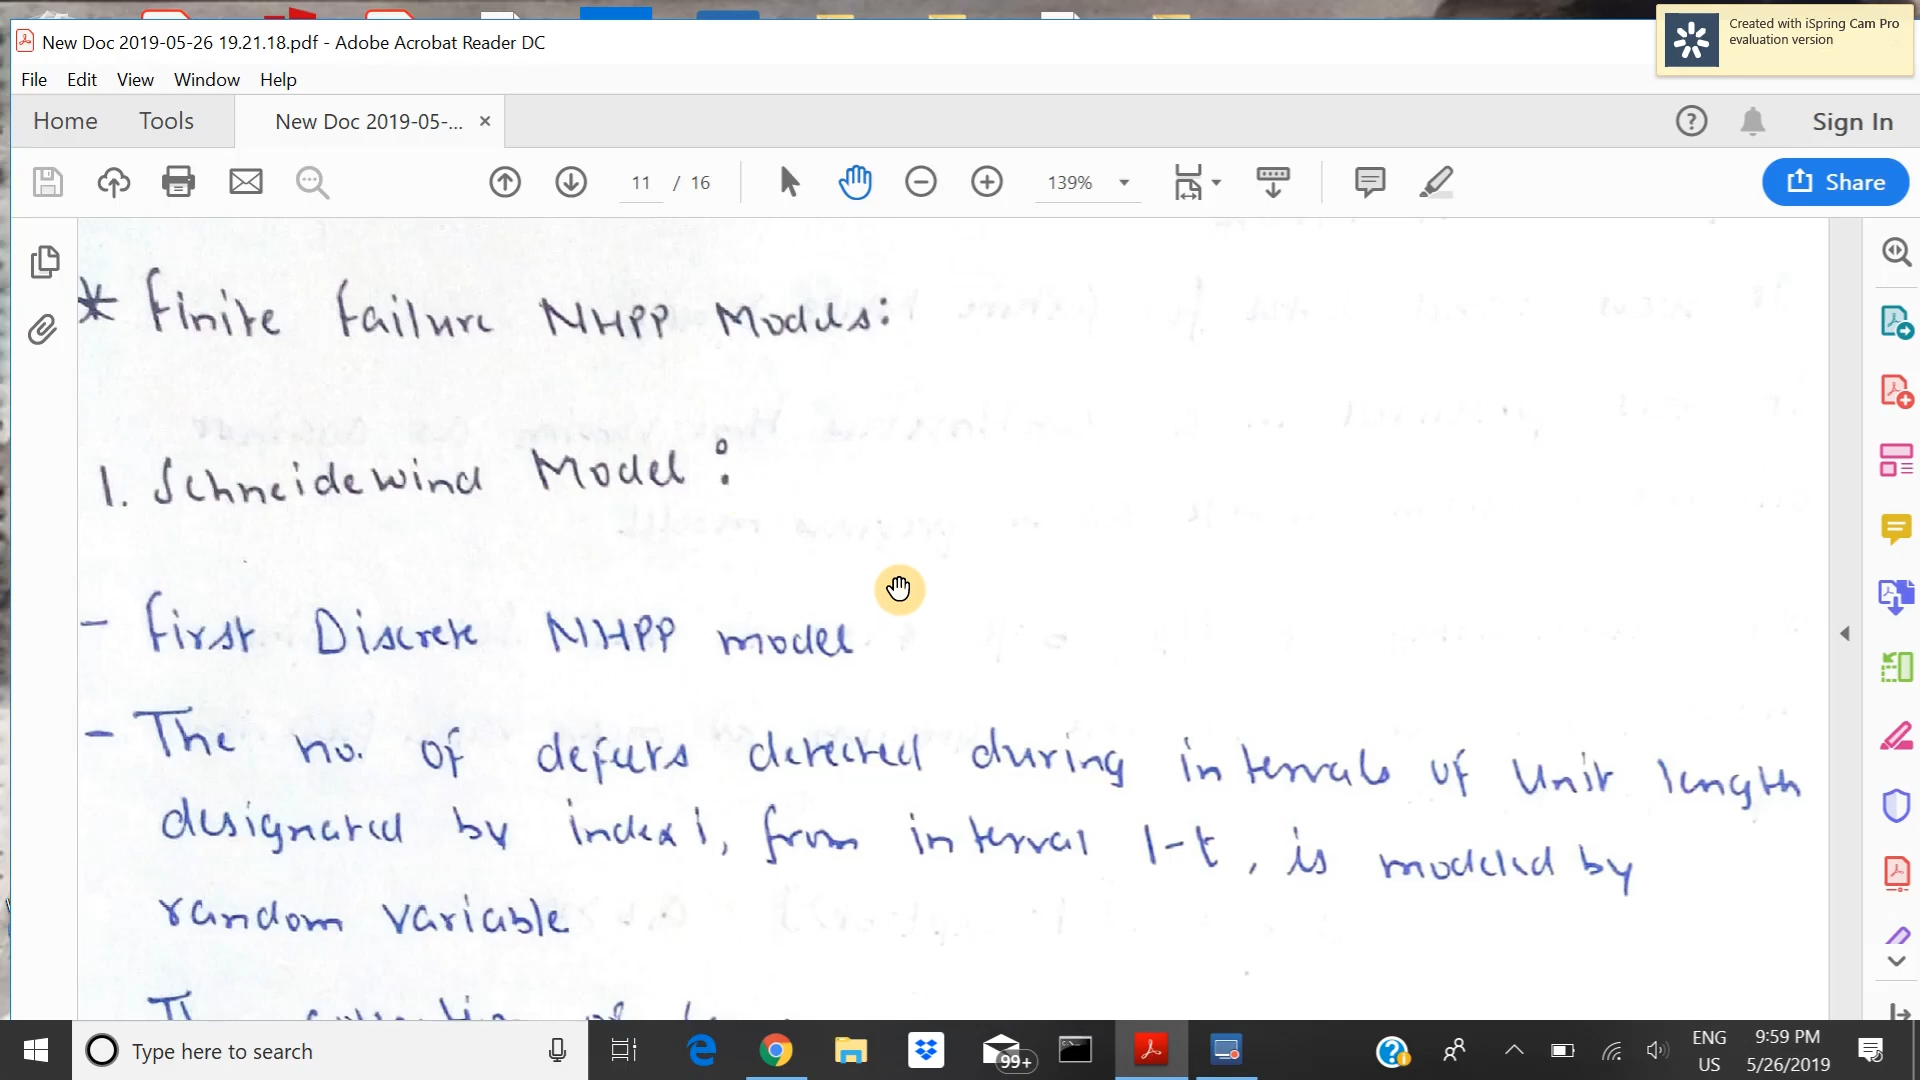 Created with iSpring Cam Pro
evaluation version
New Doc 2019-05-26 19.21.18.pdf - Adobe Acrobat Reader DC
File Edit View Window Help
Home Tools New Doc 2019-05-... × Sign In
11 / 16 139% Share
* Finite Failure NHPP Models:
1. Schneidewind Model:
- First Discrete NHPP model
- The no. of defects detected during intervals of Unit length
designated by index i, from interval 1-t, is modeled by
random variable
Type here to search
99+
ENG 9:59 PM
US 5/26/2019